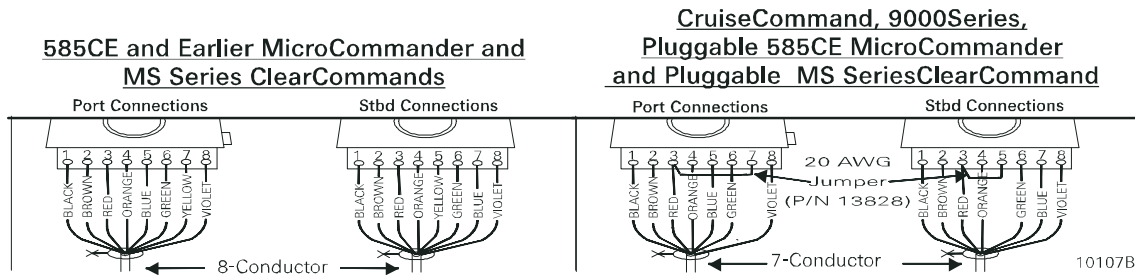 585CE and Earlier MicroCommander and
MS Series ClearCommands
Port Connections
Stbd Connections
1 2 3 4 5 6 7 8
BLACK
BROWN
RED
ORANGE
BLUE
GREEN
YELLOW
VIOLET
1 2 3 4 5 6 7 8
BLACK
BROWN
RED
ORANGE
YELLOW
GREEN
BLUE
VIOLET
8-Conductor
CruiseCommand, 9000Series,
Pluggable 585CE MicroCommander
and Pluggable MS SeriesClearCommand
Port Connections
Stbd Connections
1 2 3 4 5 6 7 8
BLACK
BROWN
RED
ORANGE
BLUE
GREEN
VIOLET
20 AWG
Jumper
(P/N 13828)
1 2 3 4 5 6 7 8
BLACK
BROWN
RED
ORANGE
GREEN
BLUE
VIOLET
7-Conductor
10107B